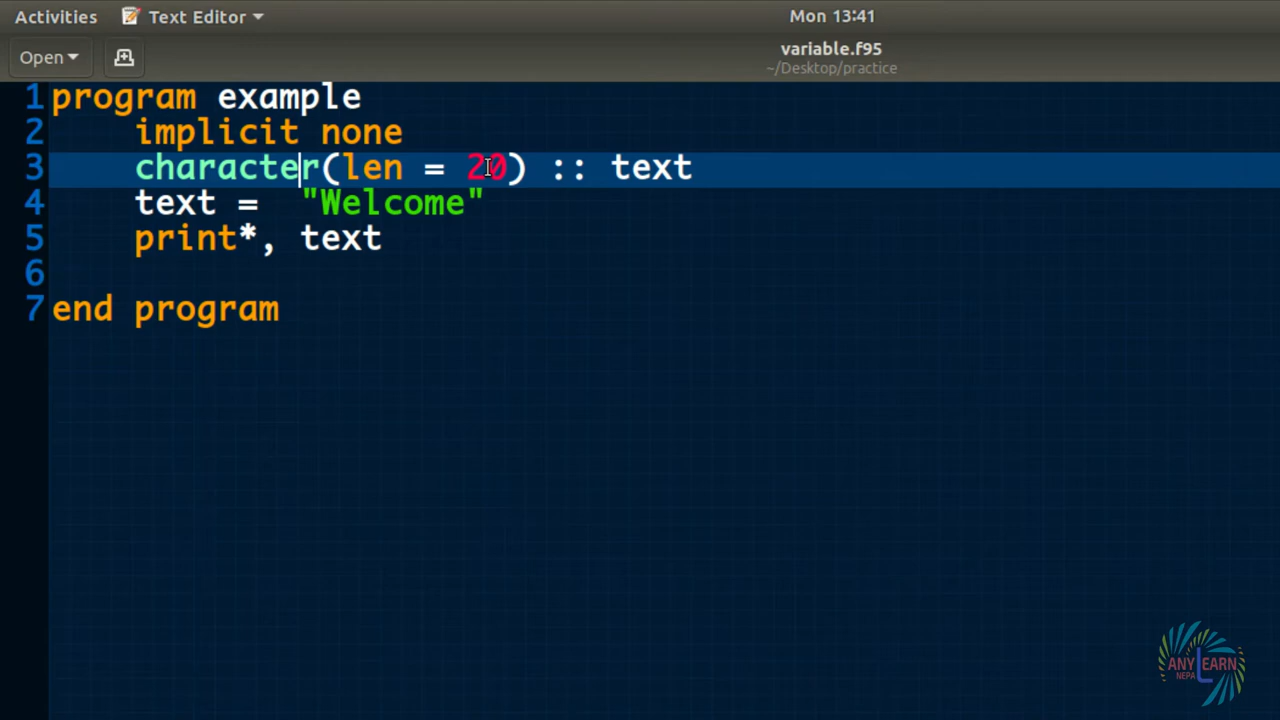 Activities Text Editor Mon 13:41
Open variable.f95
~/Desktop/practice
1 program example
2     implicit none
3     character(len = 20) :: text
4     text =  "Welcome"
5     print*, text
6
7 end program
ANY LEARN
NEPAL